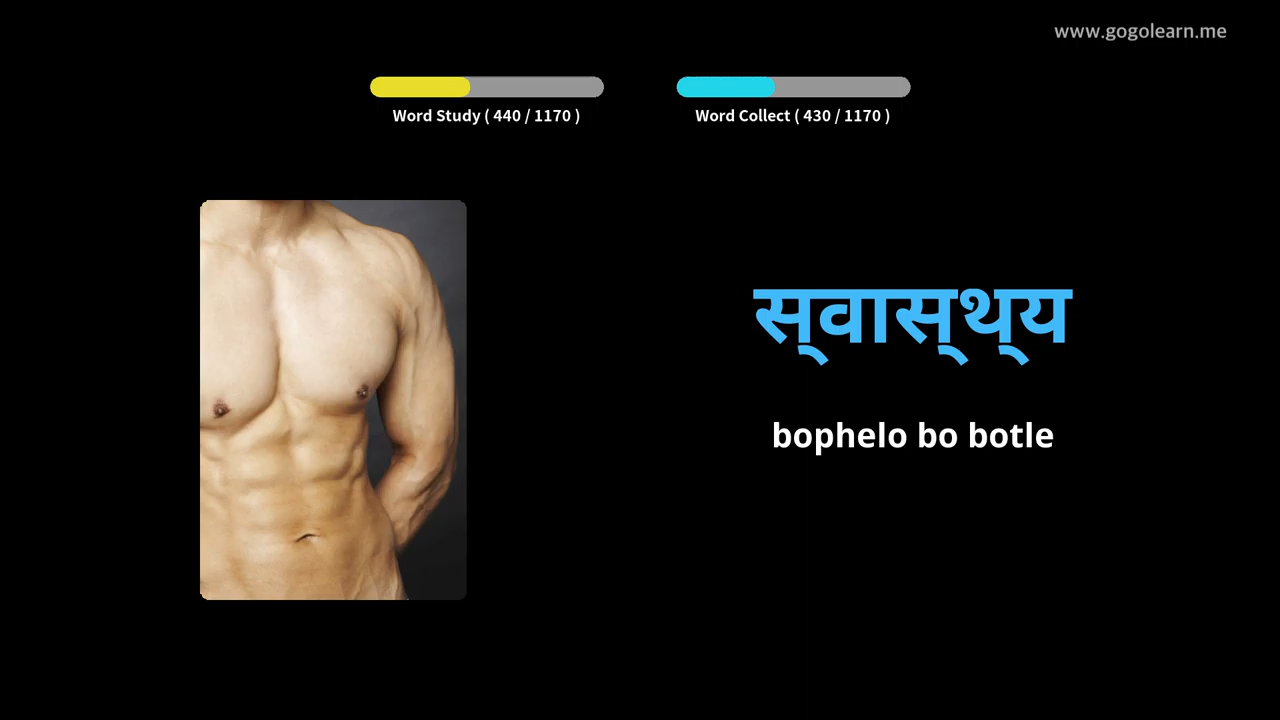 www.gogolearn.me
Word Study ( 440 / 1170 )
Word Collect ( 430 / 1170 )
स्‌वास्‌थ्‌य
bophelo bo botle